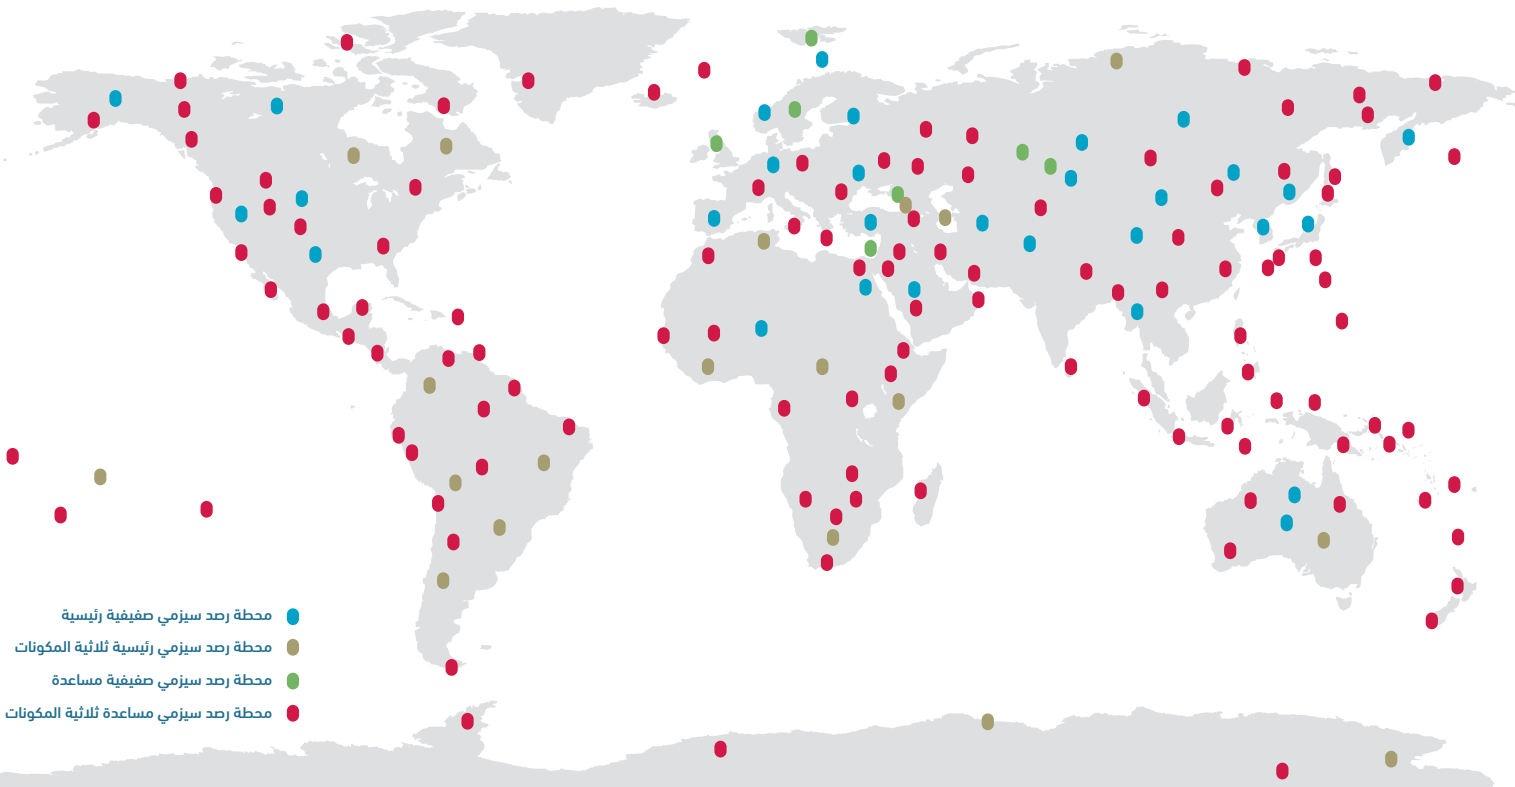 محطة رصد سيزمي صفيفية رئيسية
محطة رصد سيزمي رئيسية ثلاثية المكونات
محطة رصد سيزمي صفيفية مساعدة
محطة رصد سيزمي مساعدة ثلاثية المكونات